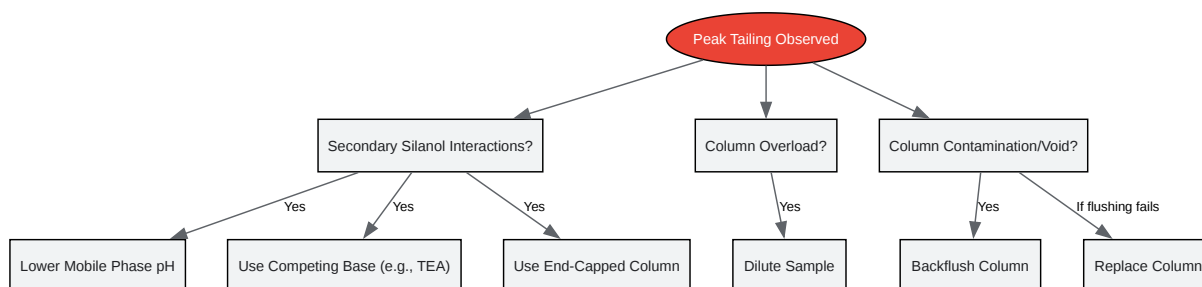 Peak Tailing Observed
Secondary Silanol Interactions?
Column Overload?
Column Contamination/Void?
Yes
Yes
Yes
Yes
Yes
If flushing fails
Lower Mobile Phase pH
Use Competing Base (e.g., TEA)
Use End-Capped Column
Dilute Sample
Backflush Column
Replace Column